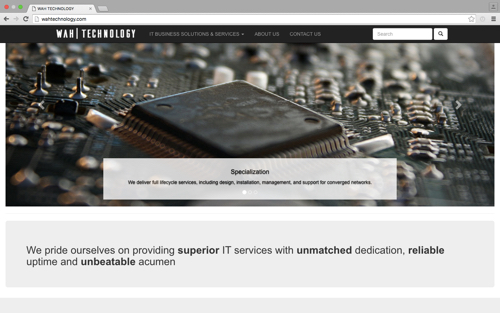 WAH TECHNOLOGY
wahtechnology.com
WAH | TECHNOLOGY IT BUSINESS SOLUTIONS & SERVICES ABOUT US CONTACT US Search
Specialization
We deliver full lifecycle services, including design, installation, management, and support for converged networks.
We pride ourselves on providing superior IT services with unmatched dedication, reliable
uptime and unbeatable acumen